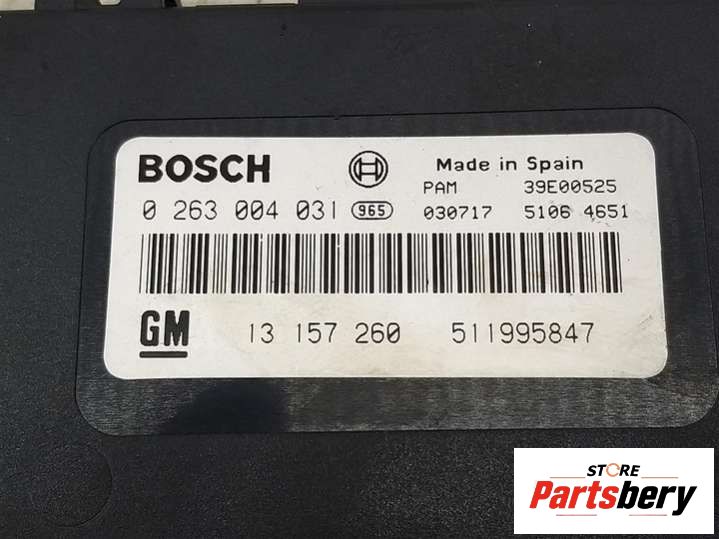 BOSCH Made in Spain
PAM 39E00525
0 263 004 031 965 030717 5106 4651
GM 13 157 260 511995847
STORE
Partsbery